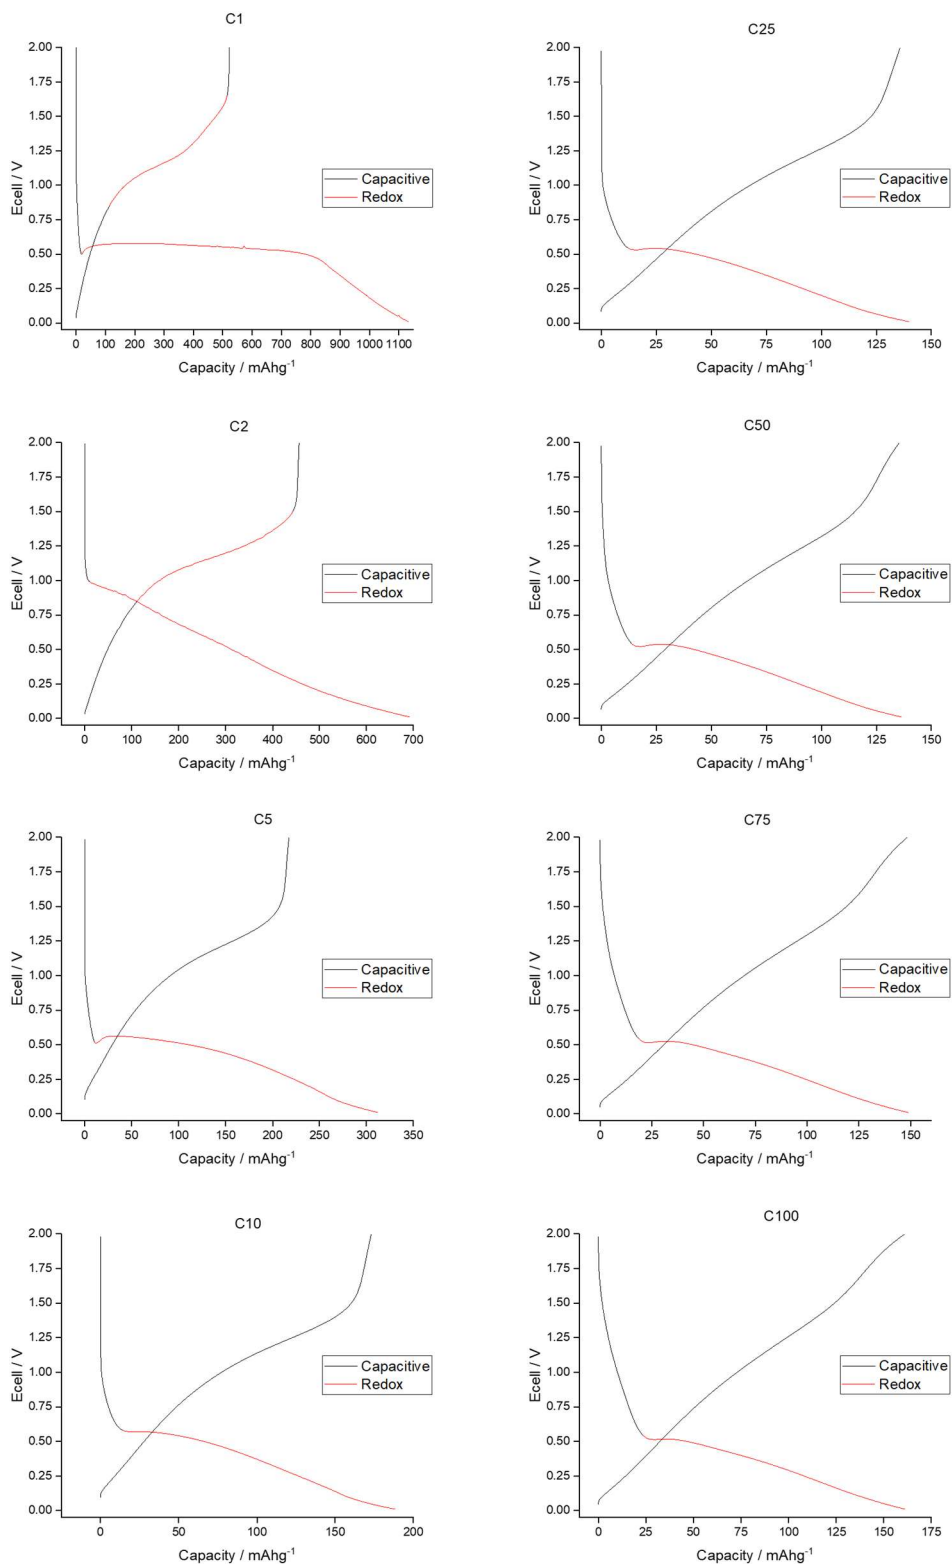 C1
2.00
1.75
1.50
1.25
1.00
0.75
0.50
0.25
0.00
Ecell / V
Capacitive
Redox
0 100 200 300 400 500 600 700 800 900 1000 1100
Capacity / mAhg-1
C25
2.00
1.75
1.50
1.25
1.00
0.75
0.50
0.25
0.00
Ecell / V
Capacitive
Redox
0 25 50 75 100 125 150
Capacity / mAhg-1
C2
2.00
1.75
1.50
1.25
1.00
0.75
0.50
0.25
0.00
Ecell / V
Capacitive
Redox
0 100 200 300 400 500 600 700
Capacity / mAhg-1
C50
2.00
1.75
1.50
1.25
1.00
0.75
0.50
0.25
0.00
Ecell / V
Capacitive
Redox
0 25 50 75 100 125 150
Capacity / mAhg-1
C5
2.00
1.75
1.50
1.25
1.00
0.75
0.50
0.25
0.00
Ecell / V
Capacitive
Redox
0 50 100 150 200 250 300 350
Capacity / mAhg-1
C75
2.00
1.75
1.50
1.25
1.00
0.75
0.50
0.25
0.00
Ecell / V
Capacitive
Redox
0 25 50 75 100 125 150
Capacity / mAhg-1
C10
2.00
1.75
1.50
1.25
1.00
0.75
0.50
0.25
0.00
Ecell / V
Capacitive
Redox
0 50 100 150 200
Capacity / mAhg-1
C100
2.00
1.75
1.50
1.25
1.00
0.75
0.50
0.25
0.00
Ecell / V
Capacitive
Redox
0 25 50 75 100 125 150 175
Capacity / mAhg-1